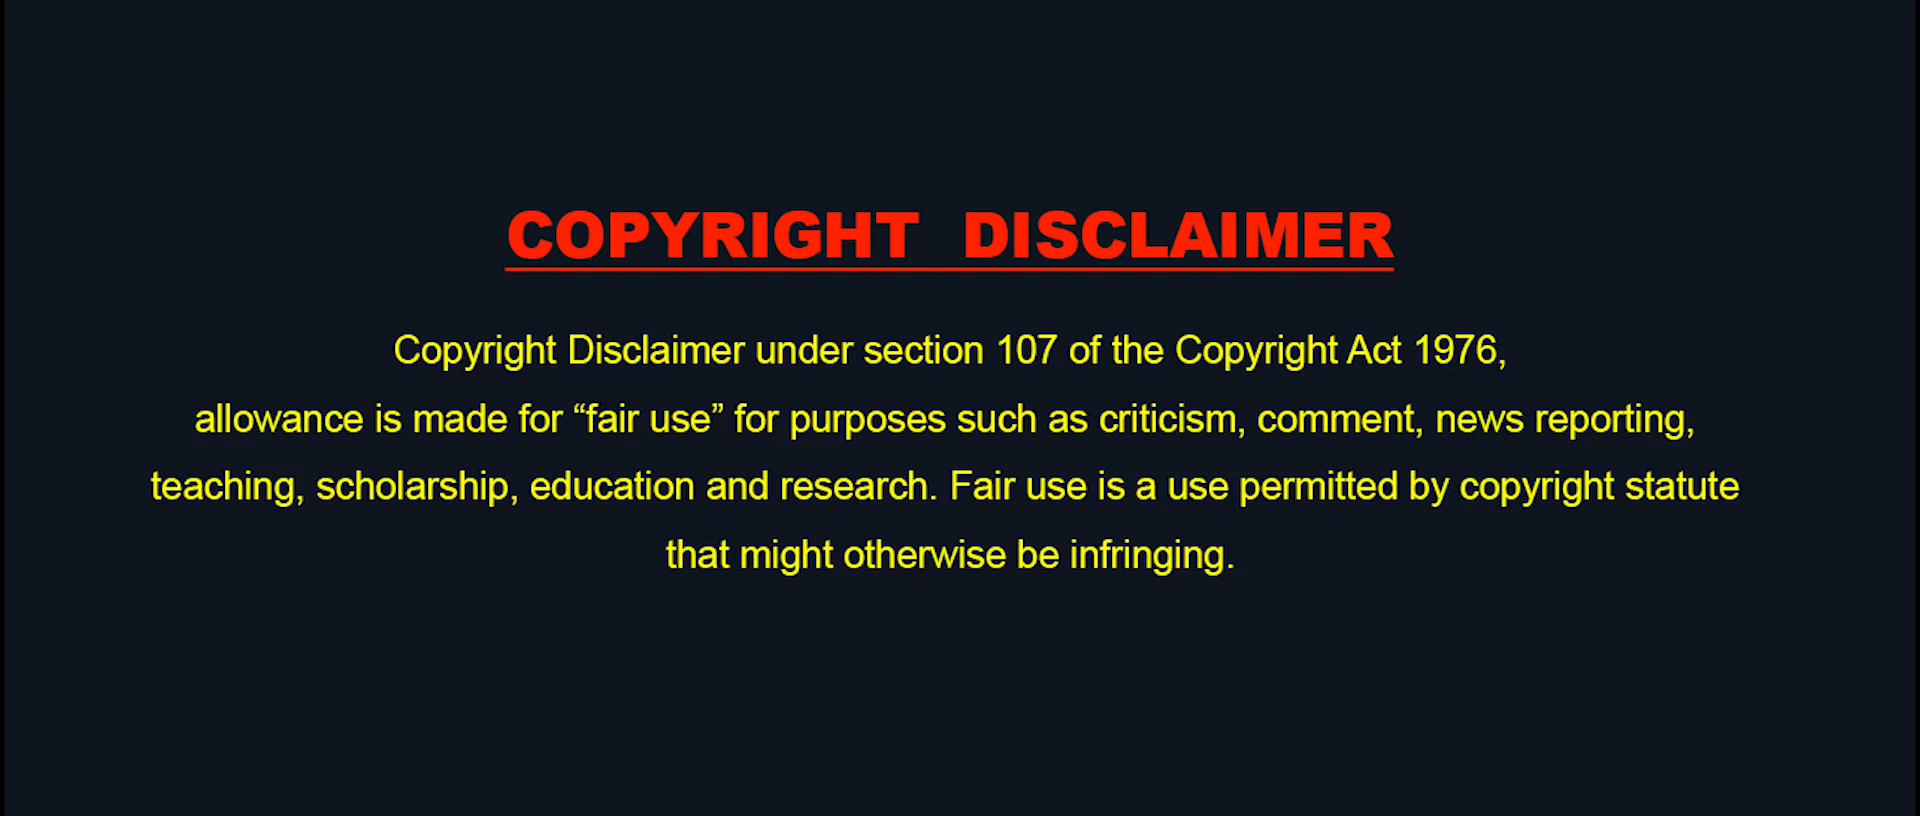 COPYRIGHT DISCLAIMER
Copyright Disclaimer under section 107 of the Copyright Act 1976,
allowance is made for “fair use” for purposes such as criticism, comment, news reporting,
teaching, scholarship, education and research. Fair use is a use permitted by copyright statute
that might otherwise be infringing.